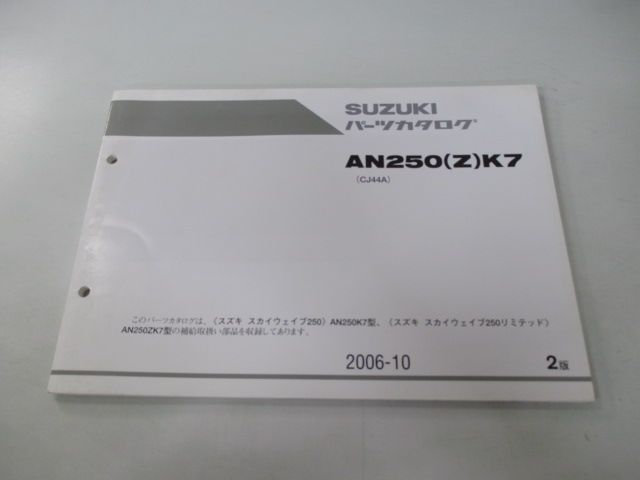 SUZUKI
パーツカタログ
AN250(Z)K7
(CJ44A)
このパーツカタログは、〈スズキ スカイウェイブ250〉AN250K7型、〈スズキ スカイウェイブ250リミテッド〉
AN250ZK7型の補給取扱い部品を収録してあります。
2006-10
2版